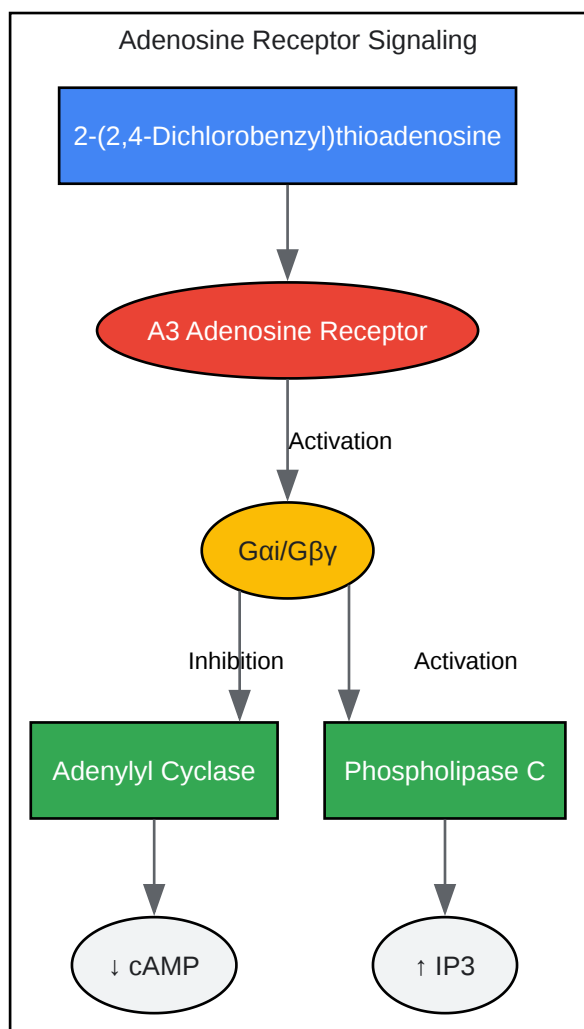 Adenosine Receptor Signaling
2-(2,4-Dichlorobenzyl)thioadenosine
A3 Adenosine Receptor
Activation
Gαi/Gβγ
Inhibition
Activation
Adenylyl Cyclase
Phospholipase C
↓ cAMP
↑ IP3